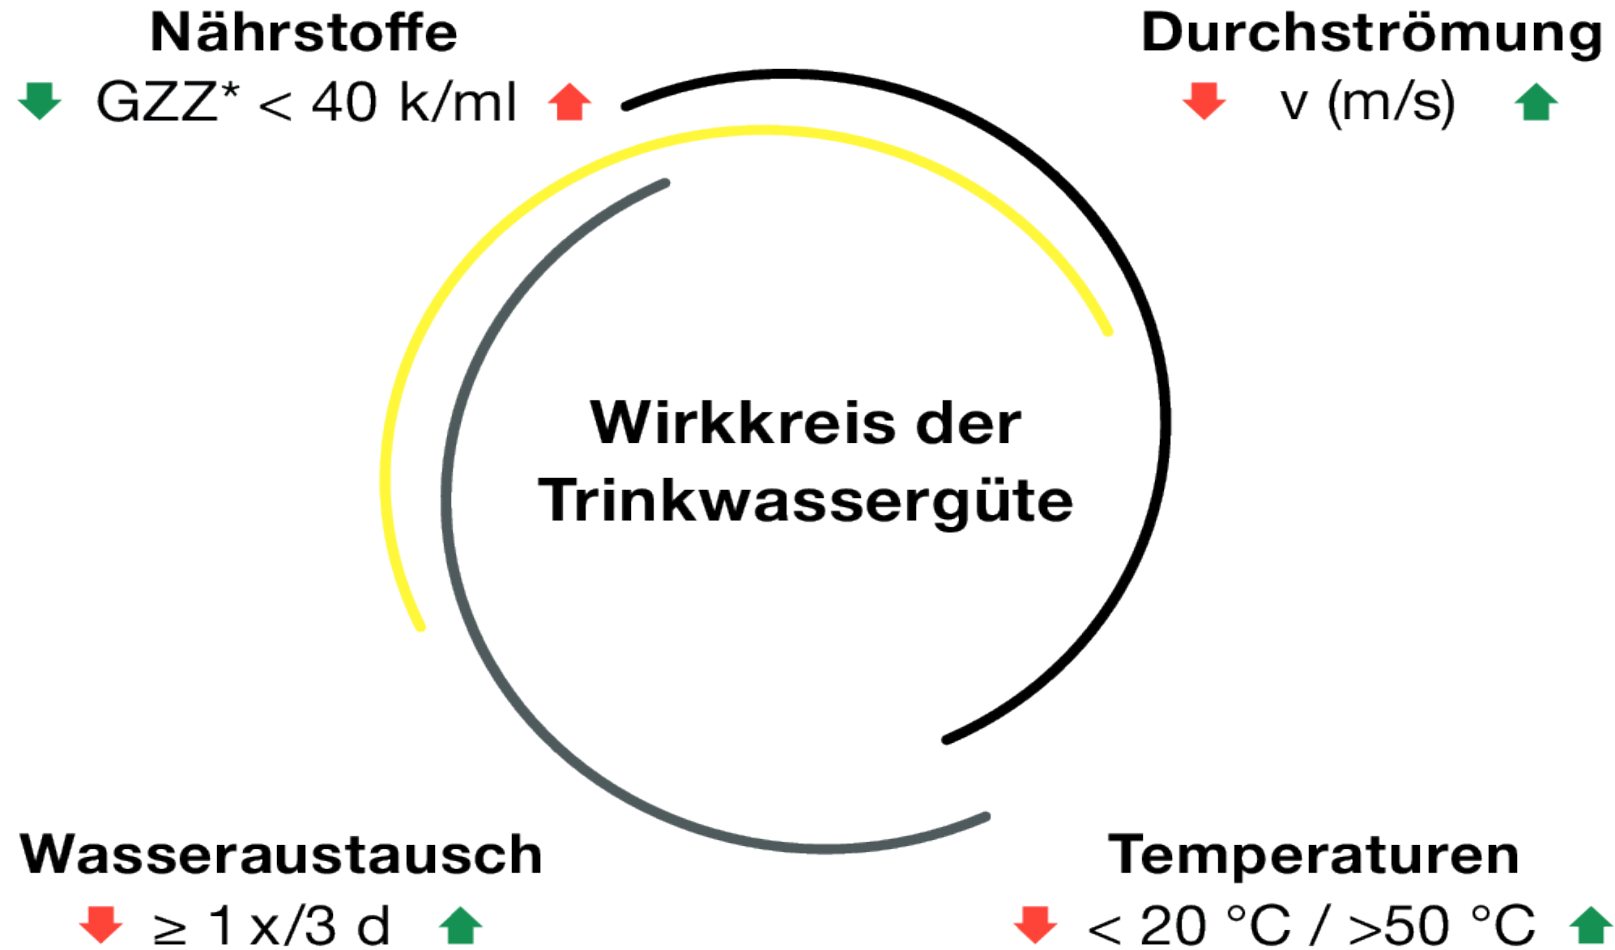 Nährstoffe
GZZ* < 40 k/ml
Durchströmung
v (m/s)
Wirkkreis der
Trinkwassergüte
Wasseraustausch
≥ 1 x/3 d
Temperaturen
< 20 °C / >50 °C